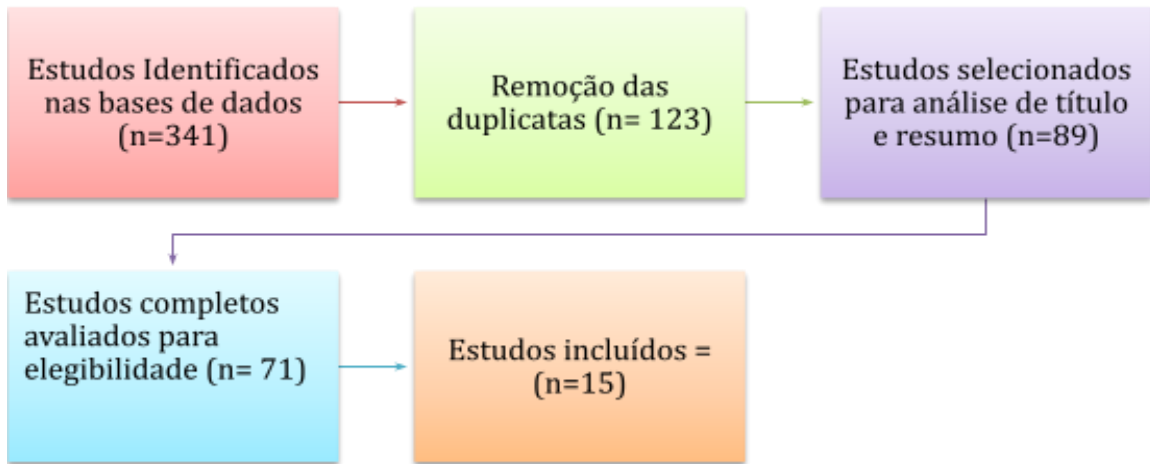 Estudos Identificados
nas bases de dados
(n=341)
Remoção das
duplicatas (n= 123)
Estudos selecionados
para análise de título
e resumo (n=89)
Estudos completos
avaliados para
elegibilidade (n= 71)
Estudos incluídos =
(n=15)